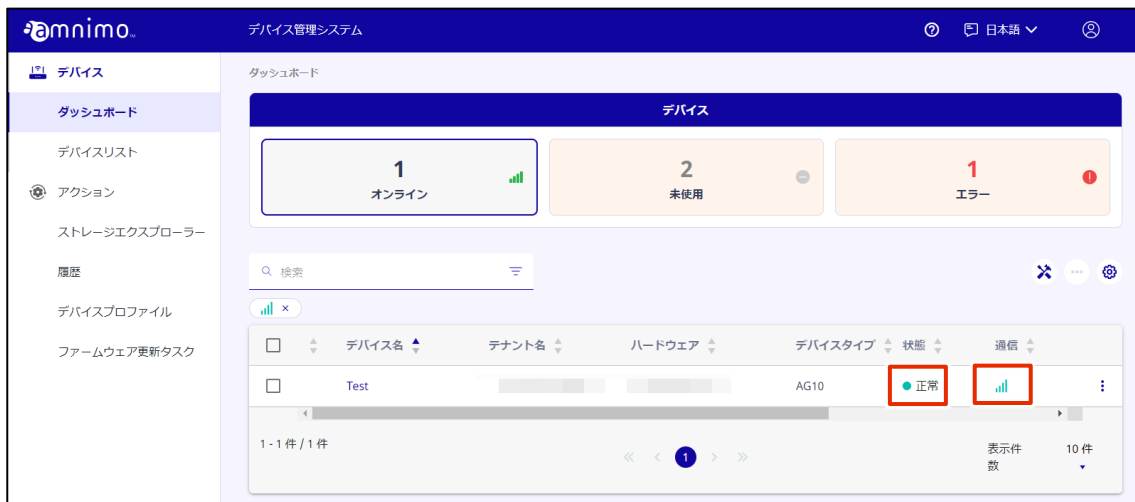 amnimo
デバイス管理システム
日本語
デバイス
ダッシュボード
デバイスリスト
アクション
ストレージエクスプローラー
履歴
デバイスプロファイル
ファームウェア更新タスク
ダッシュボード
デバイス
1
オンライン
2
未使用
1
エラー
検索
デバイス名 テナント名 ハードウェア デバイスタイプ 状態 通信
Test AG10 正常
1 - 1 件 / 1 件
« < 1 > »
表示件
数
10 件